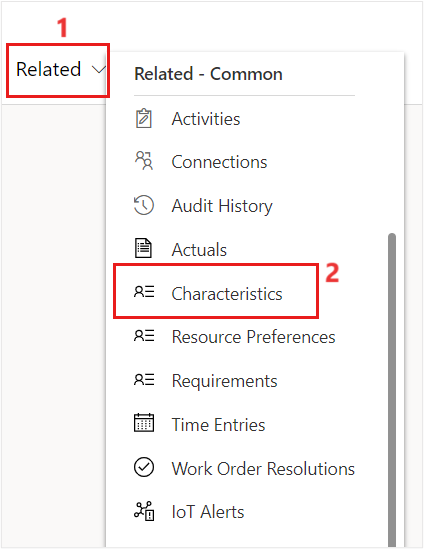 1
Related
Related - Common
Activities
Connections
Audit History
Actuals
Characteristics
2
Resource Preferences
Requirements
Time Entries
Work Order Resolutions
IoT Alerts